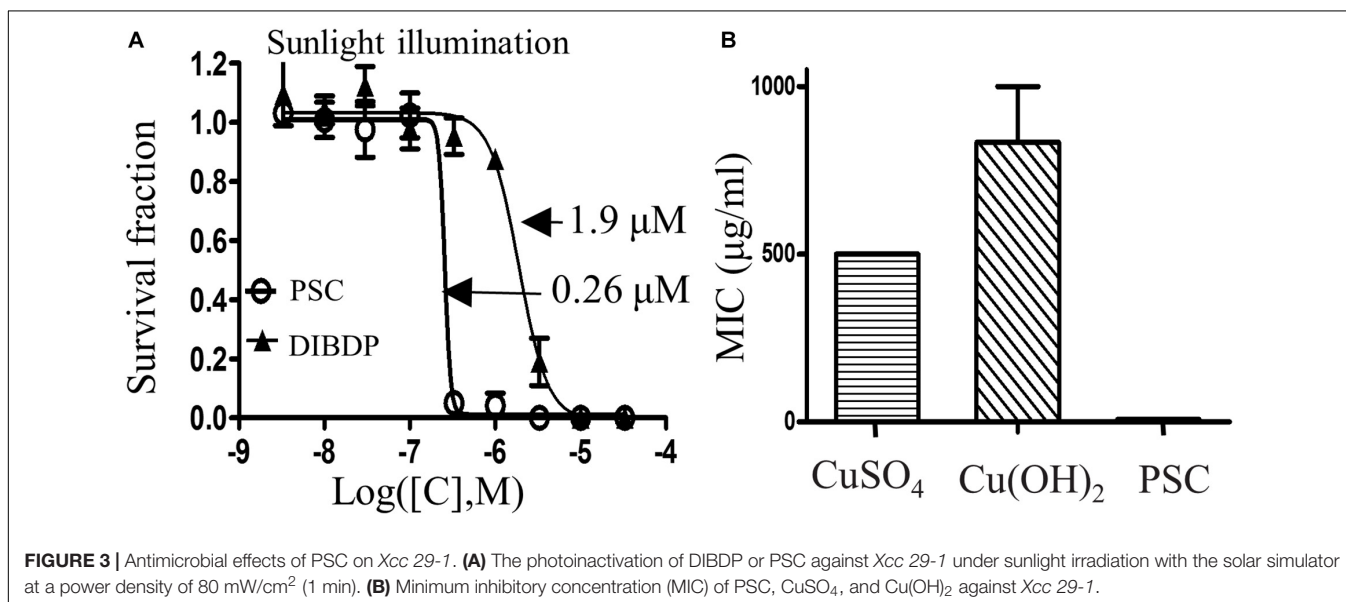 A
Sunlight illumination
Survival fraction
1.2
1.0
0.8
0.6
0.4
0.2
0.0
1.9 μM
0.26 μM
PSC
DIBDP
-9 -8 -7 -6 -5 -4
Log([C],M)
B
MIC (μg/ml)
1000
500
0
CuSO₄ Cu(OH)₂ PSC
FIGURE 3 | Antimicrobial effects of PSC on Xcc 29-1. (A) The photoinactivation of DIBDP or PSC against Xcc 29-1 under sunlight irradiation with the solar simulator
at a power density of 80 mW/cm² (1 min). (B) Minimum inhibitory concentration (MIC) of PSC, CuSO₄, and Cu(OH)₂ against Xcc 29-1.